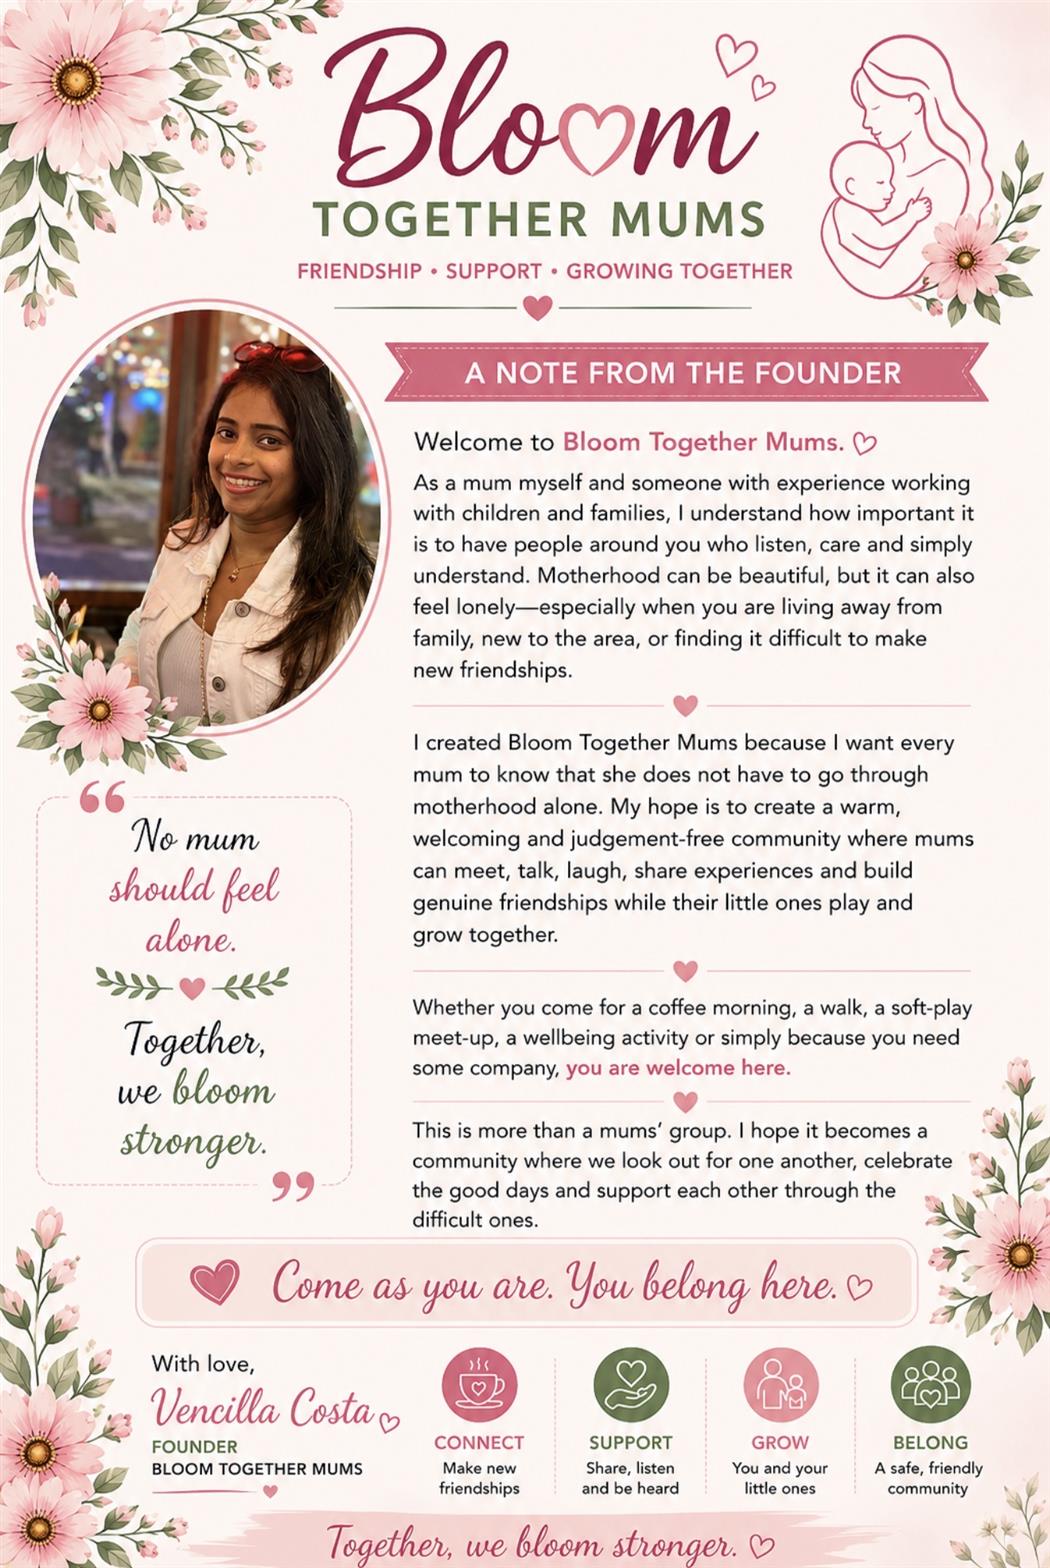 Bloom
TOGETHER MUMS
FRIENDSHIP • SUPPORT • GROWING TOGETHER
A NOTE FROM THE FOUNDER
Welcome to Bloom Together Mums.
As a mum myself and someone with experience working
with children and families, I understand how important it
is to have people around you who listen, care and simply
understand. Motherhood can be beautiful, but it can also
feel lonely—especially when you are living away from
family, new to the area, or finding it difficult to make
new friendships.
I created Bloom Together Mums because I want every
mum to know that she does not have to go through
motherhood alone. My hope is to create a warm,
welcoming and judgement-free community where mums
can meet, talk, laugh, share experiences and build
genuine friendships while their little ones play and
grow together.
Whether you come for a coffee morning, a walk, a soft-play
meet-up, a wellbeing activity or simply because you need
some company, you are welcome here.
This is more than a mums’ group. I hope it becomes a
community where we look out for one another, celebrate
the good days and support each other through the
difficult ones.
“No mum
should feel
alone.
Together,
we bloom
stronger.”
Come as you are. You belong here.
With love,
Vencilla Costa
FOUNDER
BLOOM TOGETHER MUMS
CONNECT
Make new
friendships
SUPPORT
Share, listen
and be heard
GROW
You and your
little ones
BELONG
A safe, friendly
community
Together, we bloom stronger.